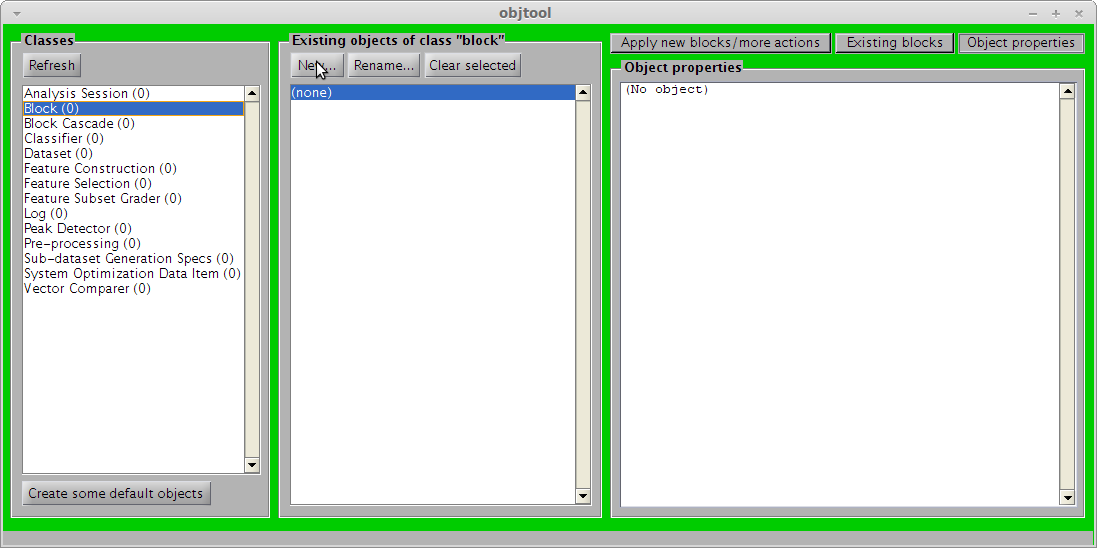 objtool
Classes
Refresh
Analysis Session (0)
Block (0)
Block Cascade (0)
Classifier (0)
Dataset (0)
Feature Construction (0)
Feature Selection (0)
Feature Subset Grader (0)
Log (0)
Peak Detector (0)
Pre-processing (0)
Sub-dataset Generation Specs (0)
System Optimization Data Item (0)
Vector Comparer (0)
Create some default objects
Existing objects of class "block"
Rename... Clear selected
(none)
Apply new blocks/more actions Existing blocks Object properties
Object properties
(No object)